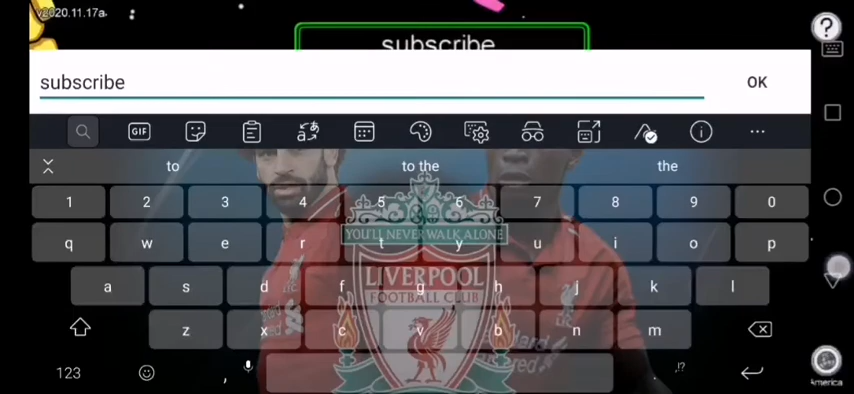 v2020.11.17a
subscribe
?
subscribe
OK
GIF
to
to the
the
1 2 3 4 5 6 7 8 9 0
q w e r t y u i o p
YOU'LL NEVER WALK ALONE
a s d f g h j k l
LIVERPOOL
FOOTBALL CLUB
z x c v b n m
123
,
.
,!?
America